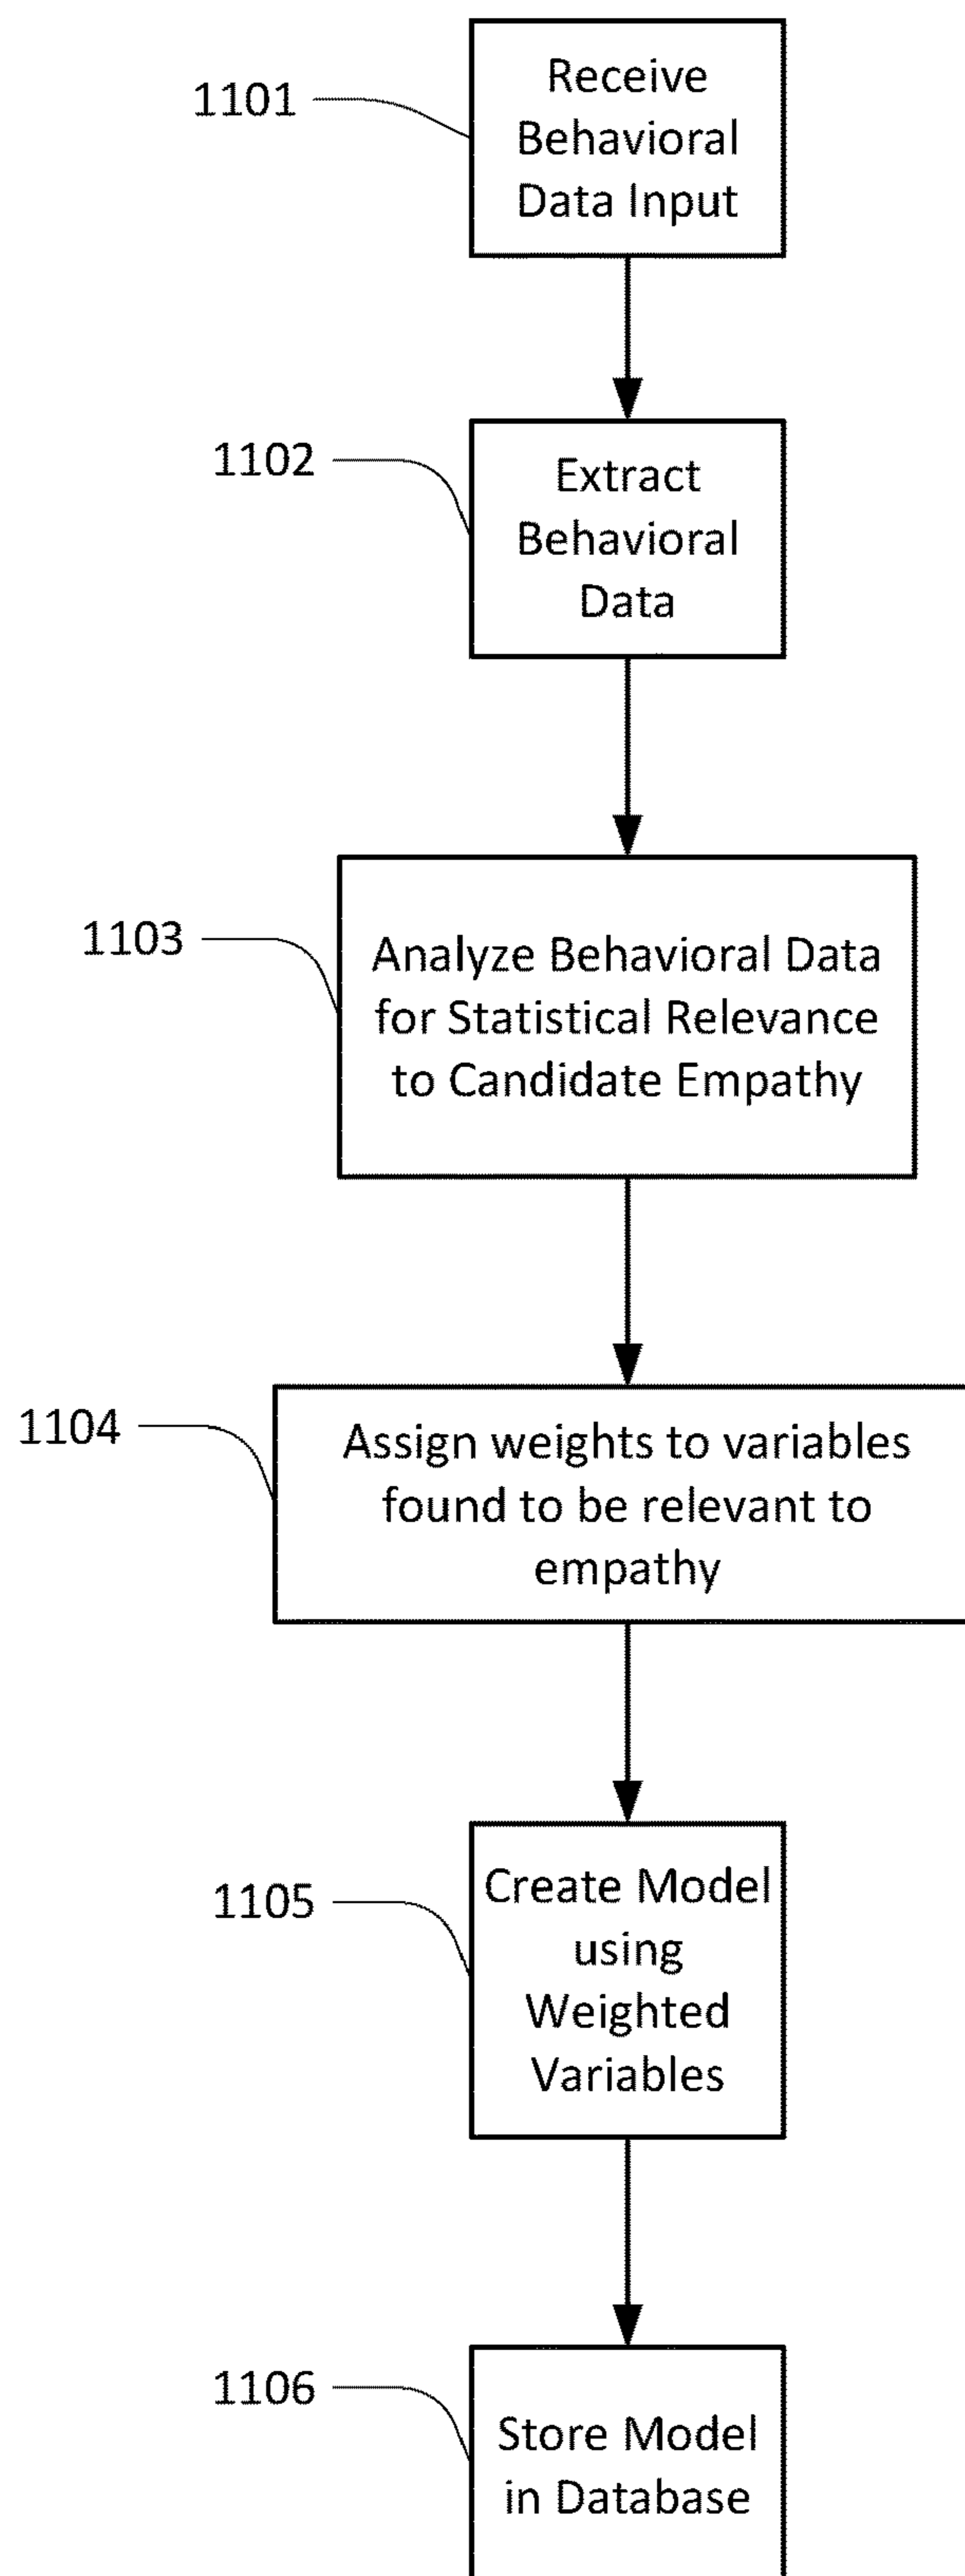 1101
Receive
Behavioral
Data Input
1102
Extract
Behavioral
Data
1103
Analyze Behavioral Data
for Statistical Relevance
to Candidate Empathy
1104
Assign weights to variables
found to be relevant to
empathy
1105
Create Model
using
Weighted
Variables
1106
Store Model
in Database